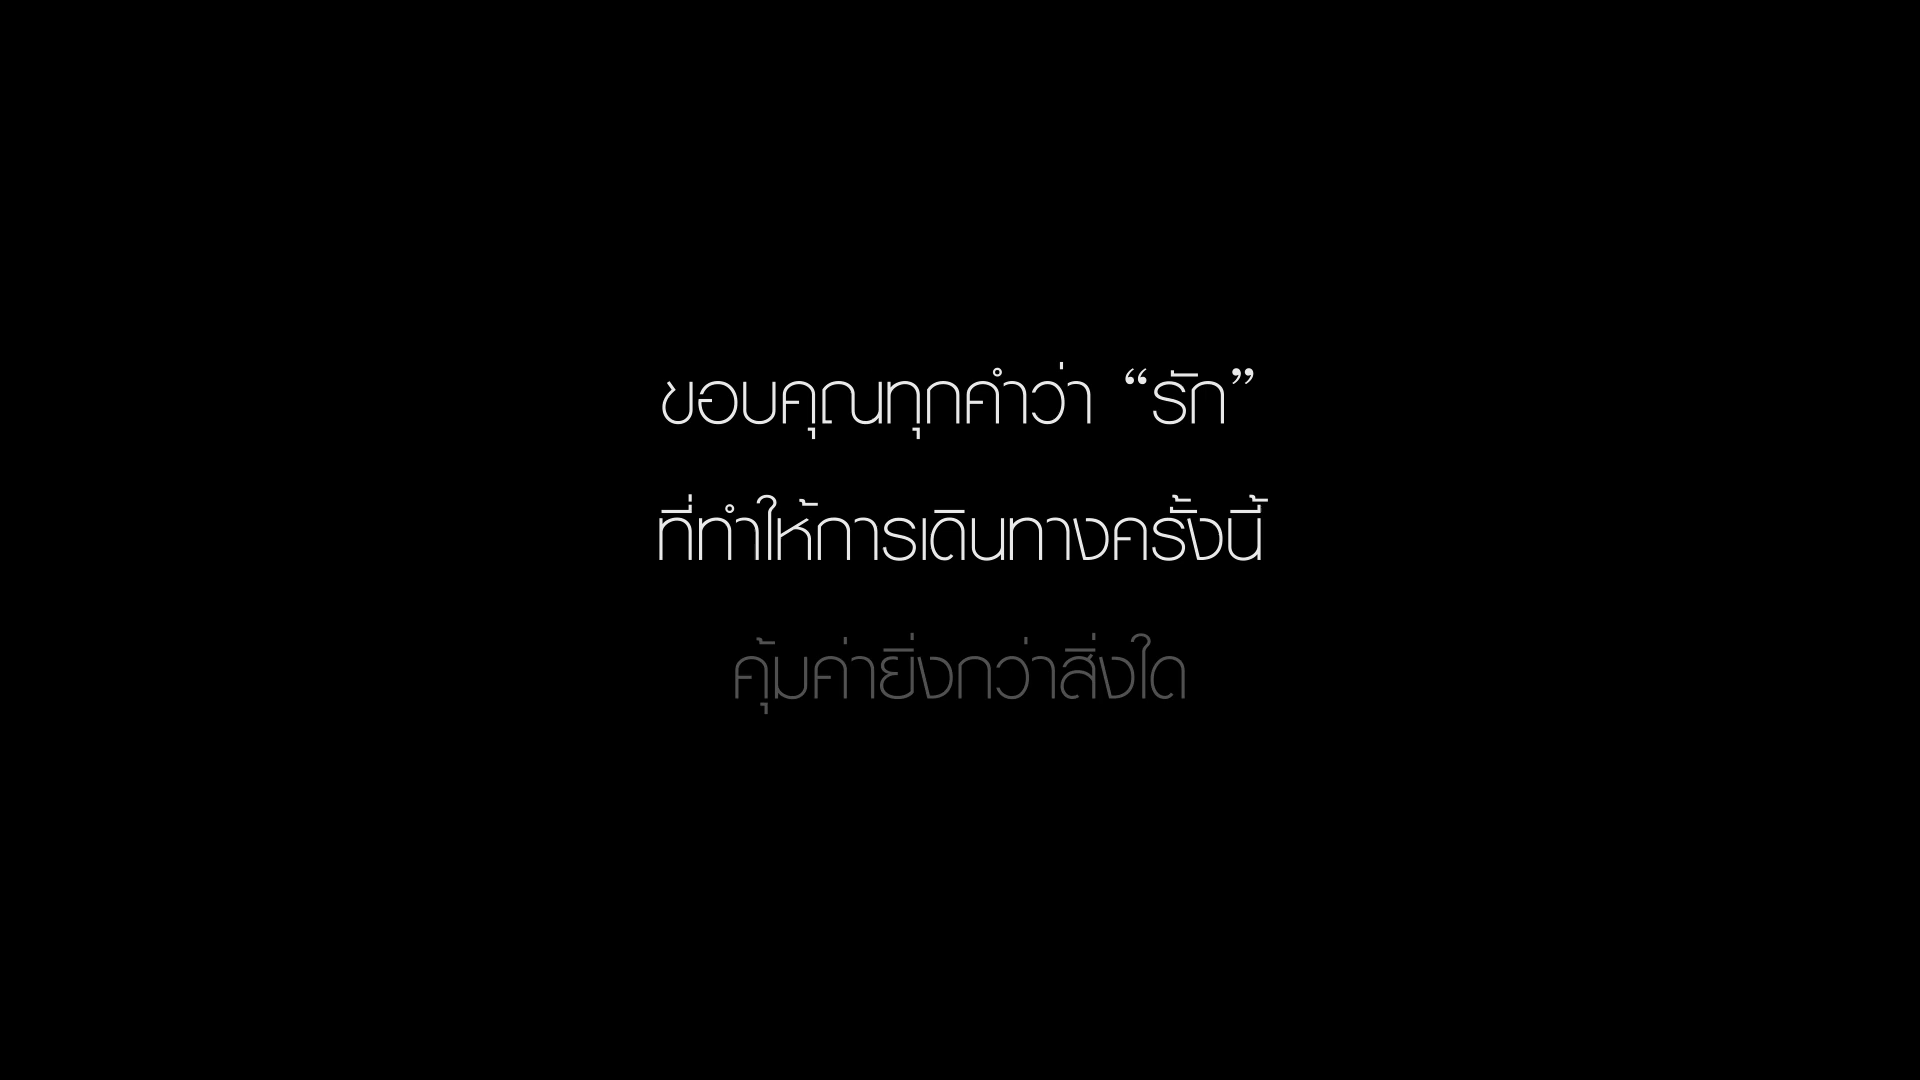 ขอบคุณทุกคำว่า “รัก”
ที่ทำให้การเดินทางครั้งนี้
คุ้มค่ายิ่งกว่าสิ่งใด